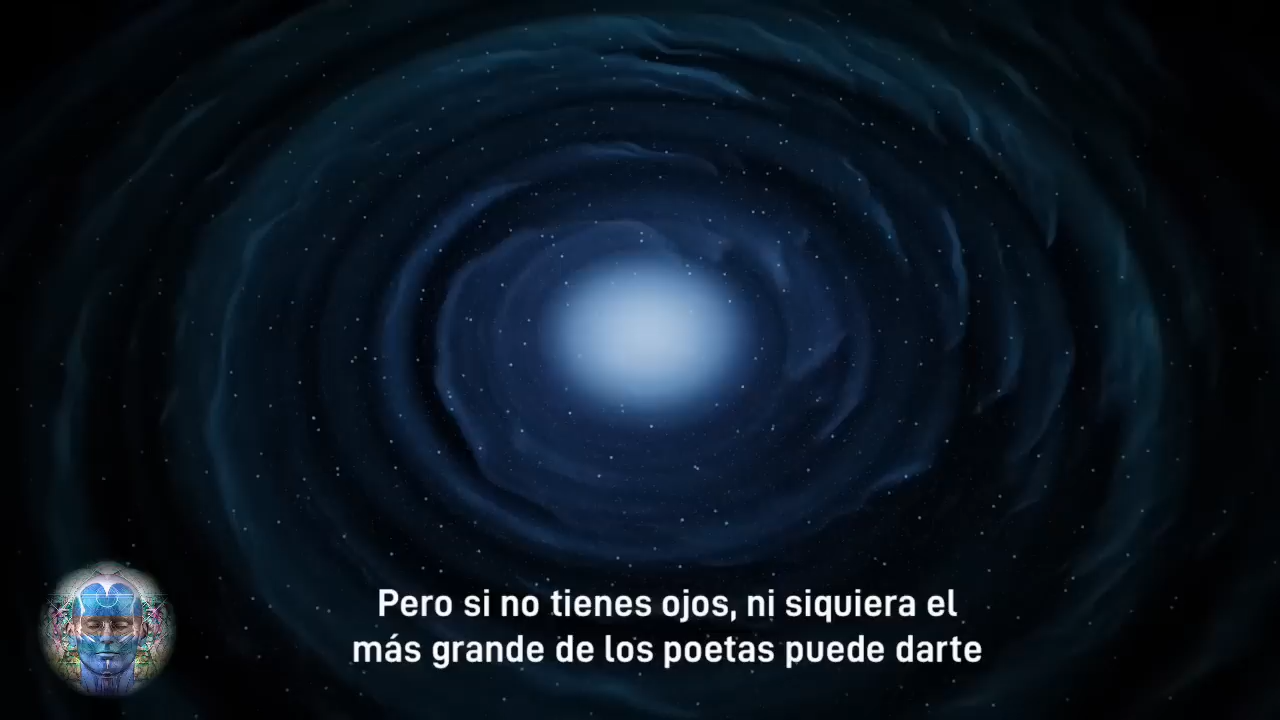 Pero si no tienes ojos, ni siquiera el
más grande de los poetas puede darte